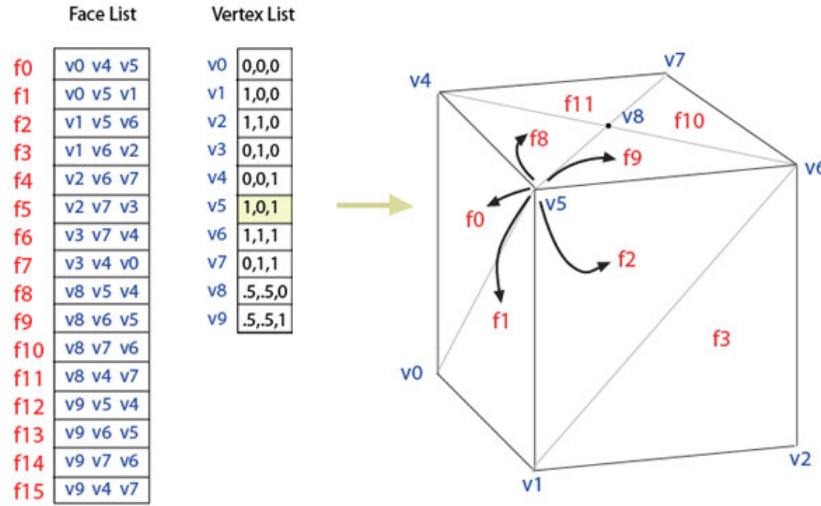 Face List
f0 v0 v4 v5
f1 v0 v5 v1
f2 v1 v5 v6
f3 v1 v6 v2
f4 v2 v6 v7
f5 v2 v7 v3
f6 v3 v7 v4
f7 v3 v4 v0
f8 v8 v5 v4
f9 v8 v6 v5
f10 v8 v7 v6
f11 v8 v4 v7
f12 v9 v5 v4
f13 v9 v6 v5
f14 v9 v7 v6
f15 v9 v4 v7
Vertex List
v0 0,0,0
v1 1,0,0
v2 1,1,0
v3 0,1,0
v4 0,0,1
v5 1,0,1
v6 1,1,1
v7 0,1,1
v8 .5,.5,0
v9 .5,.5,1
v7
v4
f11
v8
f10
f8
f9
v6
v5
f0
f2
f1
f3
v0
v2
v1